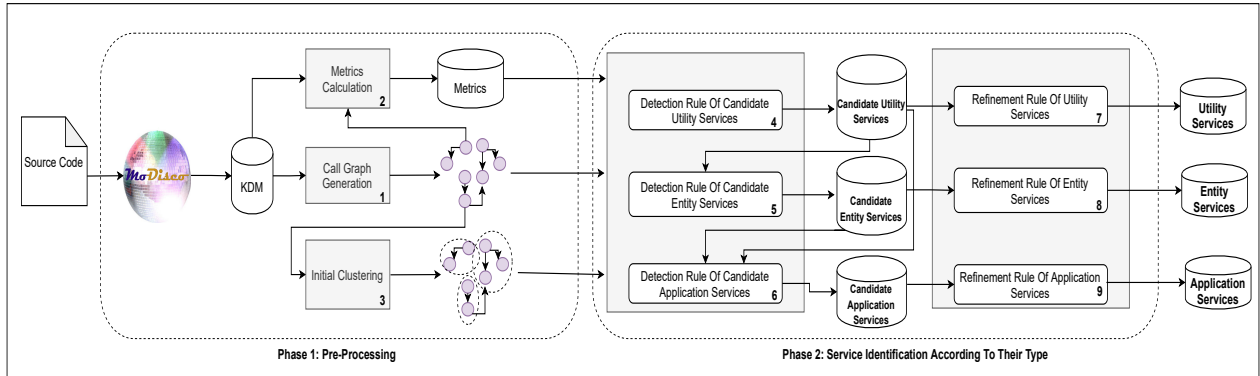 Source Code
MoDisco
KDM
Metrics
Calculation
2
Metrics
Call Graph
Generation
1
Initial Clustering
3
Phase 1: Pre-Processing
Detection Rule Of Candidate
Utility Services
4
Candidate Utility
Services
Refinement Rule Of Utility
Services
7
Utility
Services
Detection Rule Of Candidate
Entity Services
5
Candidate
Entity Services
Refinement Rule Of Entity
Services
8
Entity
Services
Detection Rule Of Candidate
Application Services
6
Candidate
Application
Services
Refinement Rule Of Application
Services
9
Application
Services
Phase 2: Service Identification According To Their Type